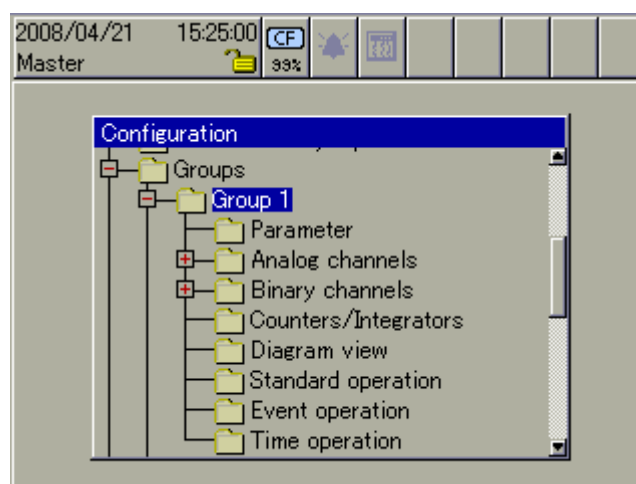 2008/04/21 15:25:00 CF
Master 99%
Configuration
Groups
Group 1
Parameter
Analog channels
Binary channels
Counters/Integrators
Diagram view
Standard operation
Event operation
Time operation